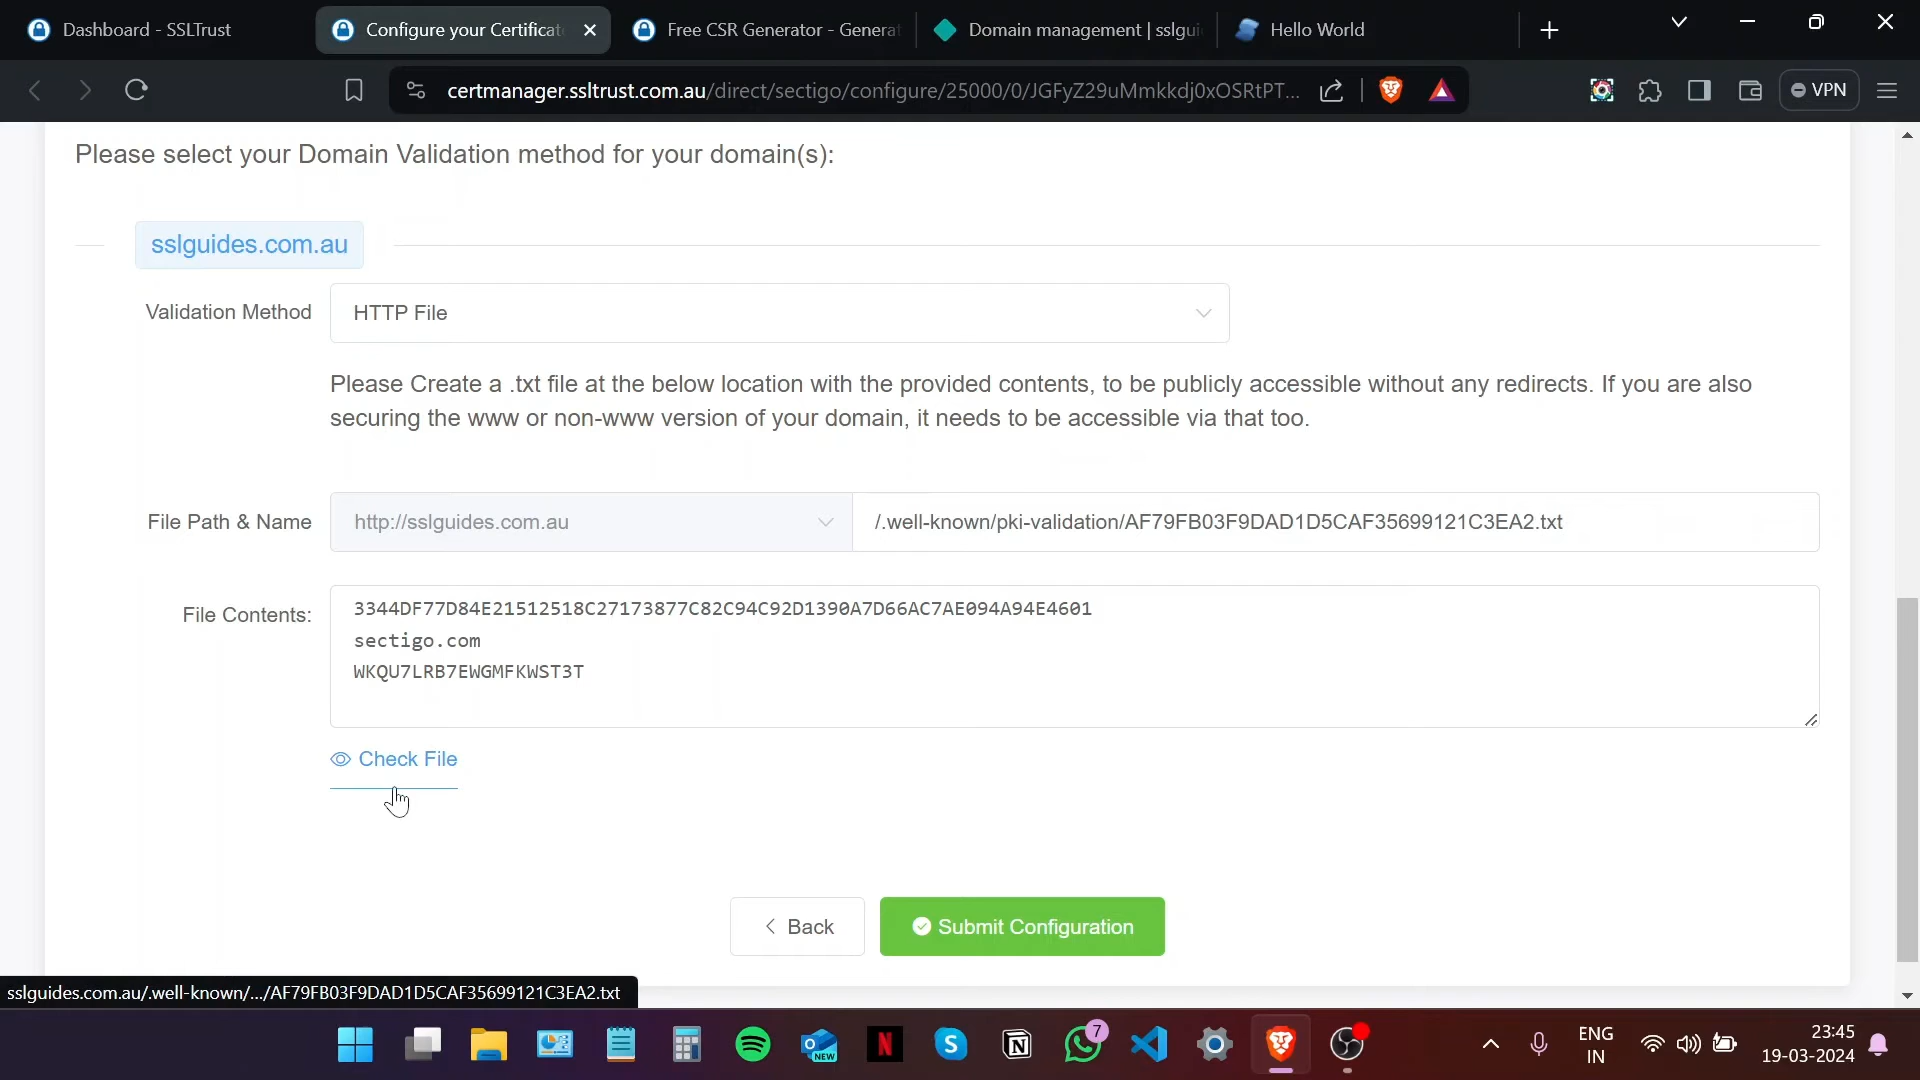 Dashboard - SSLTrust
Configure your Certificat
Free CSR Generator - Generat
Domain management | sslgui
Hello World
certmanager.ssltrust.com.au/direct/sectigo/configure/25000/0/JGFyZ29uMmkkdj0xOSRtPT...
VPN
Please select your Domain Validation method for your domain(s):
sslguides.com.au
Validation Method
HTTP File
Please Create a .txt file at the below location with the provided contents, to be publicly accessible without any redirects. If you are also
securing the www or non-www version of your domain, it needs to be accessible via that too.
File Path & Name
http://sslguides.com.au
/.well-known/pki-validation/AF79FB03F9DAD1D5CAF35699121C3EA2.txt
File Contents:
3344DF77D84E21512518C27173877C82C94C92D1390A7D66AC7AE094A94E4601
sectigo.com
WKQU7LRB7EWGMFKWST3T
Check File
Back
Submit Configuration
sslguides.com.au/.well-known/.../AF79FB03F9DAD1D5CAF35699121C3EA2.txt
NEW
7
ENG
IN
23:45
19-03-2024